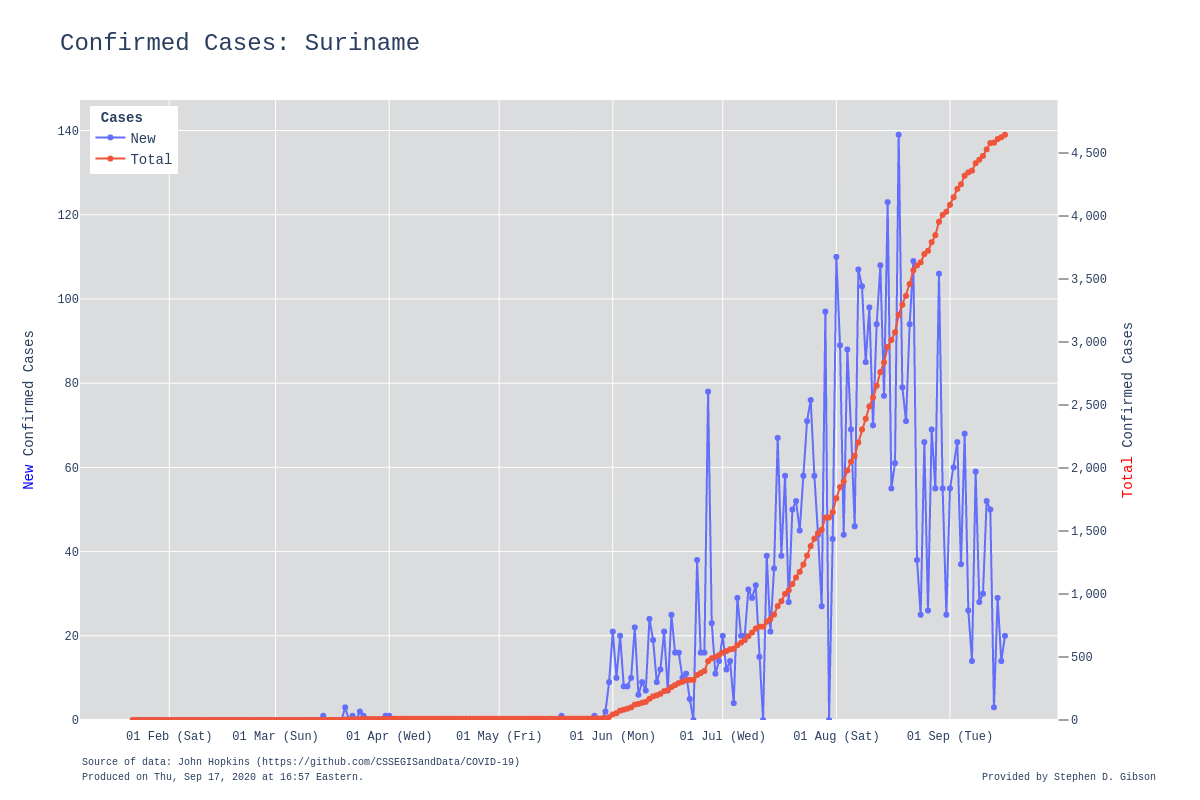 Confirmed Cases: Suriname
Cases
New
Total
140
120
100
80
60
40
20
0
4,500
4,000
3,500
3,000
2,500
2,000
1,500
1,000
500
0
New Confirmed Cases
Total Confirmed Cases
01 Feb (Sat) 01 Mar (Sun) 01 Apr (Wed) 01 May (Fri) 01 Jun (Mon) 01 Jul (Wed) 01 Aug (Sat) 01 Sep (Tue)
Source of data: John Hopkins (https://github.com/CSSEGISandData/COVID-19)
Produced on Thu, Sep 17, 2020 at 16:57 Eastern.
Provided by Stephen D. Gibson